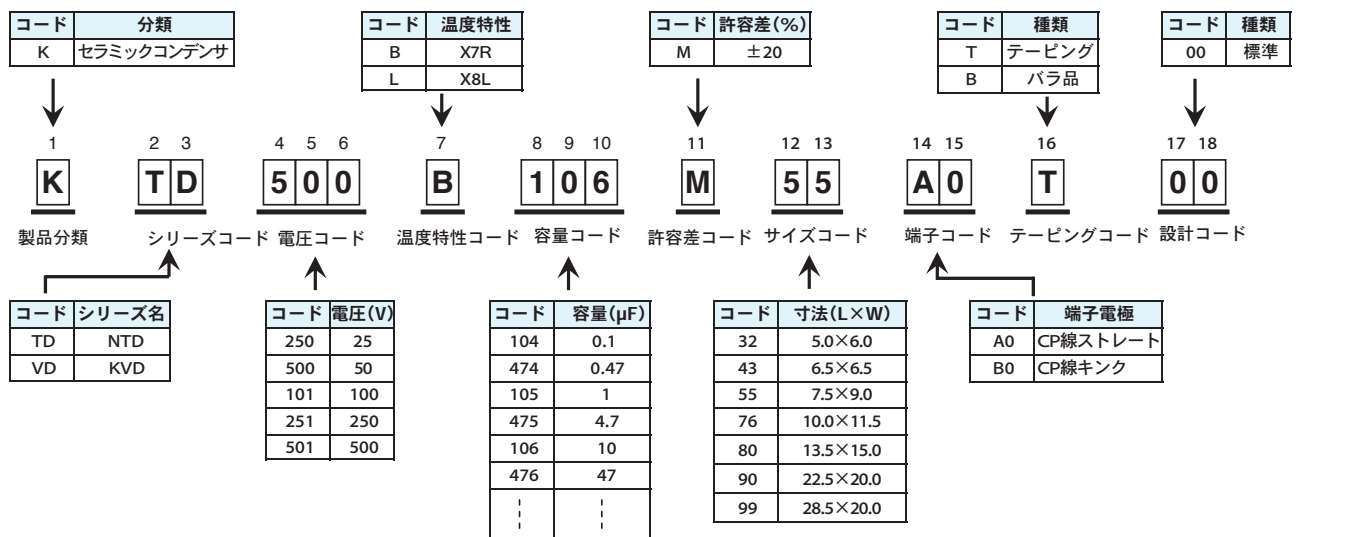 コード 分類
K セラミックコンデンサ
コード 温度特性
B X7R
L X8L
コード 許容差(%)
M ±20
コード 種類
T テーピング
B バラ品
コード 種類
00 標準
1 2 3 4 5 6 7 8 9 10 11 12 13 14 15 16 17 18
K T D 5 0 0 B 1 0 6 M 5 5 A 0 T 0 0
製品分類 シリーズコード 電圧コード 温度特性コード 容量コード 許容差コード サイズコード 端子コード テーピングコード 設計コード
コード シリーズ名
TD NTD
VD KVD
コード 電圧(V)
250 25
500 50
101 100
251 250
501 500
コード 容量(μF)
104 0.1
474 0.47
105 1
475 4.7
106 10
476 47
コード 寸法(L×W)
32 5.0×6.0
43 6.5×6.5
55 7.5×9.0
76 10.0×11.5
80 13.5×15.0
90 22.5×20.0
99 28.5×20.0
コード 端子電極
A0 CP線ストレート
B0 CP線キンク